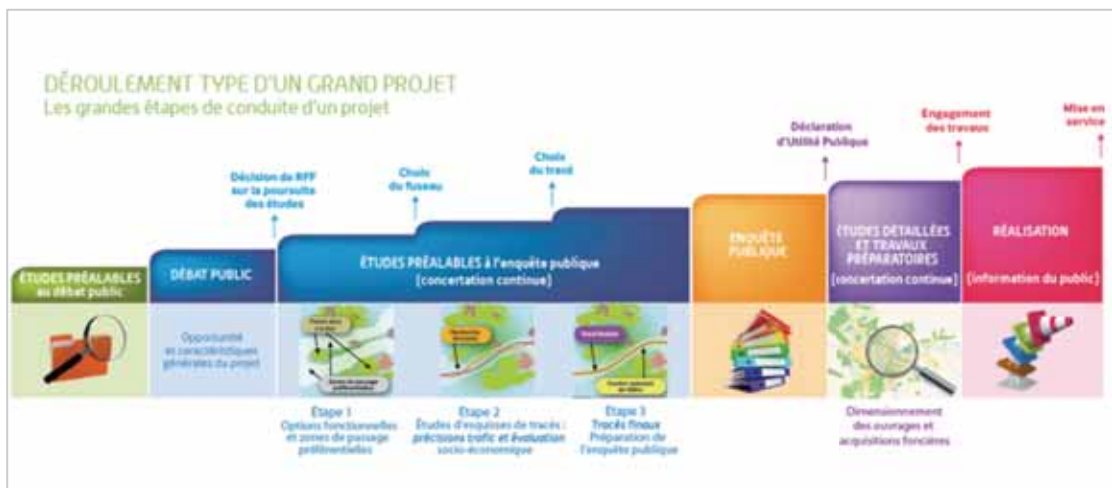 DÉROULEMENT TYPE D'UN GRAND PROJET
Les grandes étapes de conduite d'un projet
Décision de RFF
sur la poursuite
des études
Choix
du fuseau
Choix
du tracé
Déclaration
d'Utilité Publique
Engagement
des travaux
Mise en
service
ÉTUDES PRÉALABLES
au débat public
DÉBAT PUBLIC
ÉTUDES PRÉALABLES à l'enquête publique
(concertation continue)
ENQUÊTE
PUBLIQUE
ÉTUDES DÉTAILLÉES
ET TRAVAUX
PRÉPARATOIRES
(concertation continue)
RÉALISATION
(information du public)
Opportunité
et caractéristiques
générales du projet
Étape 1
Options fonctionnelles
et zones de passage
préférentielles
Étape 2
Études d'esquisses de tracés :
précisions trafic et évaluation
socio-économique
Étape 3
Tracés finaux
Préparation de
l'enquête publique
Dimensionnement
des ouvrages et
acquisitions foncières